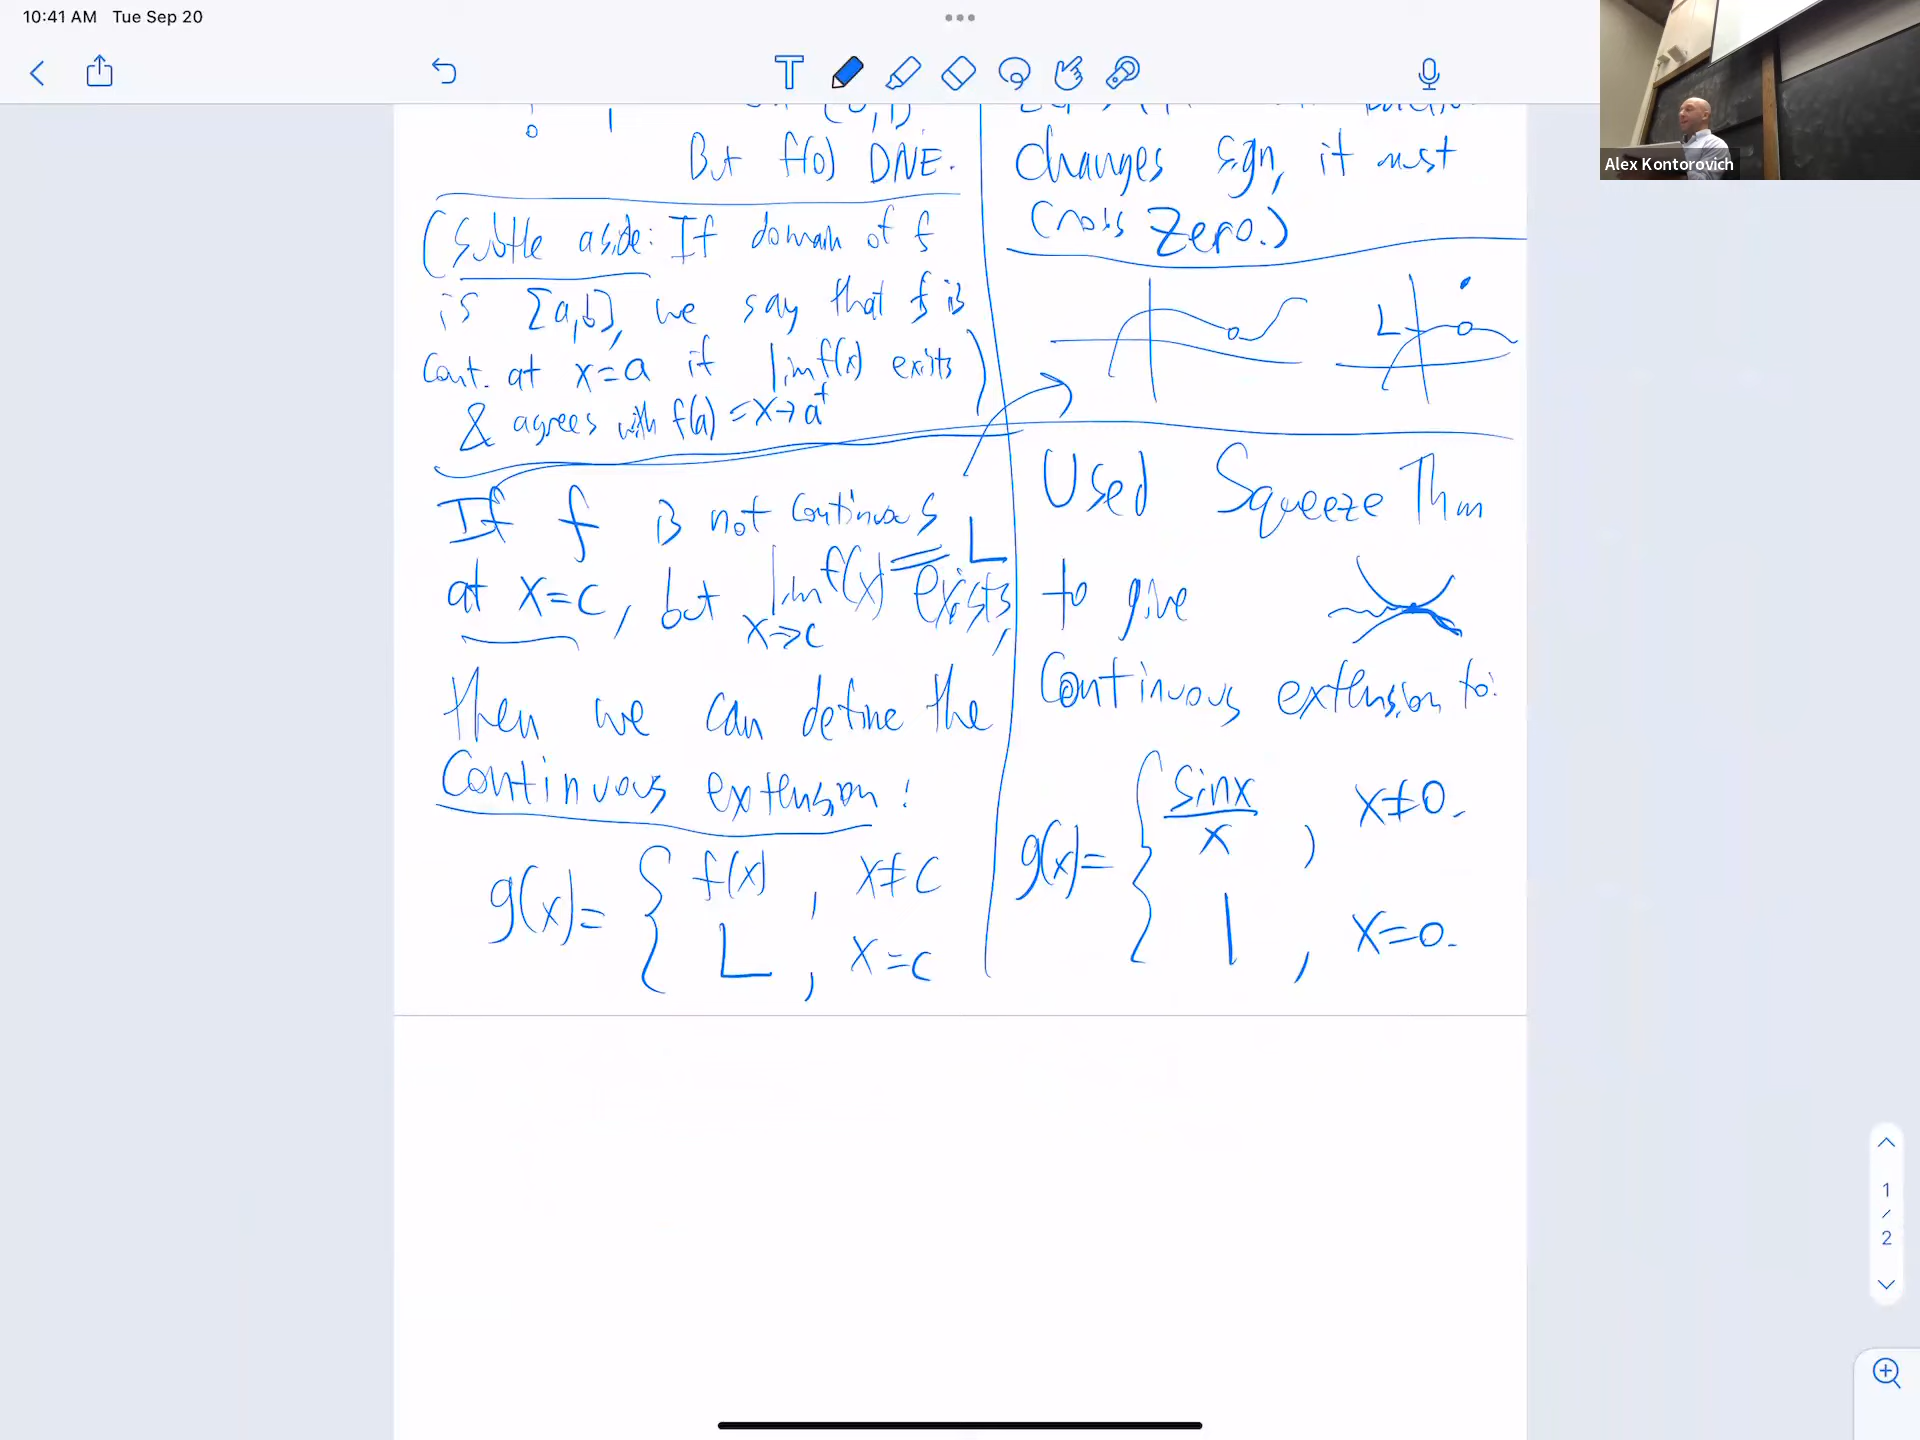 10:41 AM Tue Sep 20
Alex Kontorovich
But f(0) DNE.
(Subtle aside: If domain of f
is [a,b], we say that f is
cont. at x=a if lim f(x) exists
& agrees with f(a) = x→a⁺ )
If f is not continuous
at x=c, but lim f(x) = L exists,
x→c
then we can define the
Continuous extension:
g(x)= { f(x) , x≠c
L , x=c
changes sign, it must
cross zero.)
L
Used Squeeze Thm
to give
Continuous extension to:
g(x)= { sinx/x , x≠0.
1 , x=0.
1
/
2